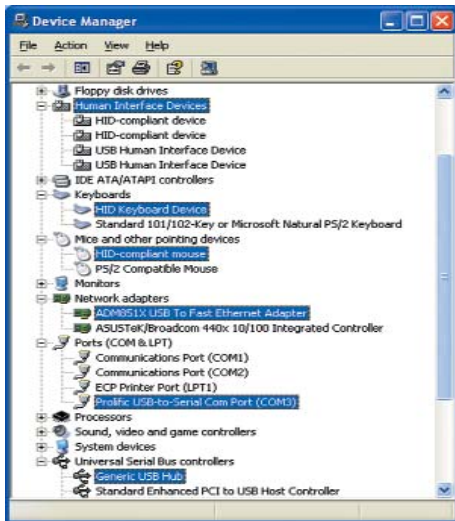 Device Manager
File Action View Help
Floppy disk drives
Human Interface Devices
HID-compliant device
HID-compliant device
USB Human Interface Device
USB Human Interface Device
IDE ATA/ATAPI controllers
Keyboards
HID Keyboard Device
Standard 101/102-Key or Microsoft Natural PS/2 Keyboard
Mice and other pointing devices
HID-compliant mouse
PS/2 Compatible Mouse
Monitors
Network adapters
ADM851X USB To Fast Ethernet Adapter
ASUSTeK/Broadcom 440x 10/100 Integrated Controller
Ports (COM & LPT)
Communications Port (COM1)
Communications Port (COM2)
ECP Printer Port (LPT1)
Prolific USB-to-Serial Com Port (COM3)
Processors
Sound, video and game controllers
System devices
Universal Serial Bus controllers
Generic USB Hub
Standard Enhanced PCI to USB Host Controller